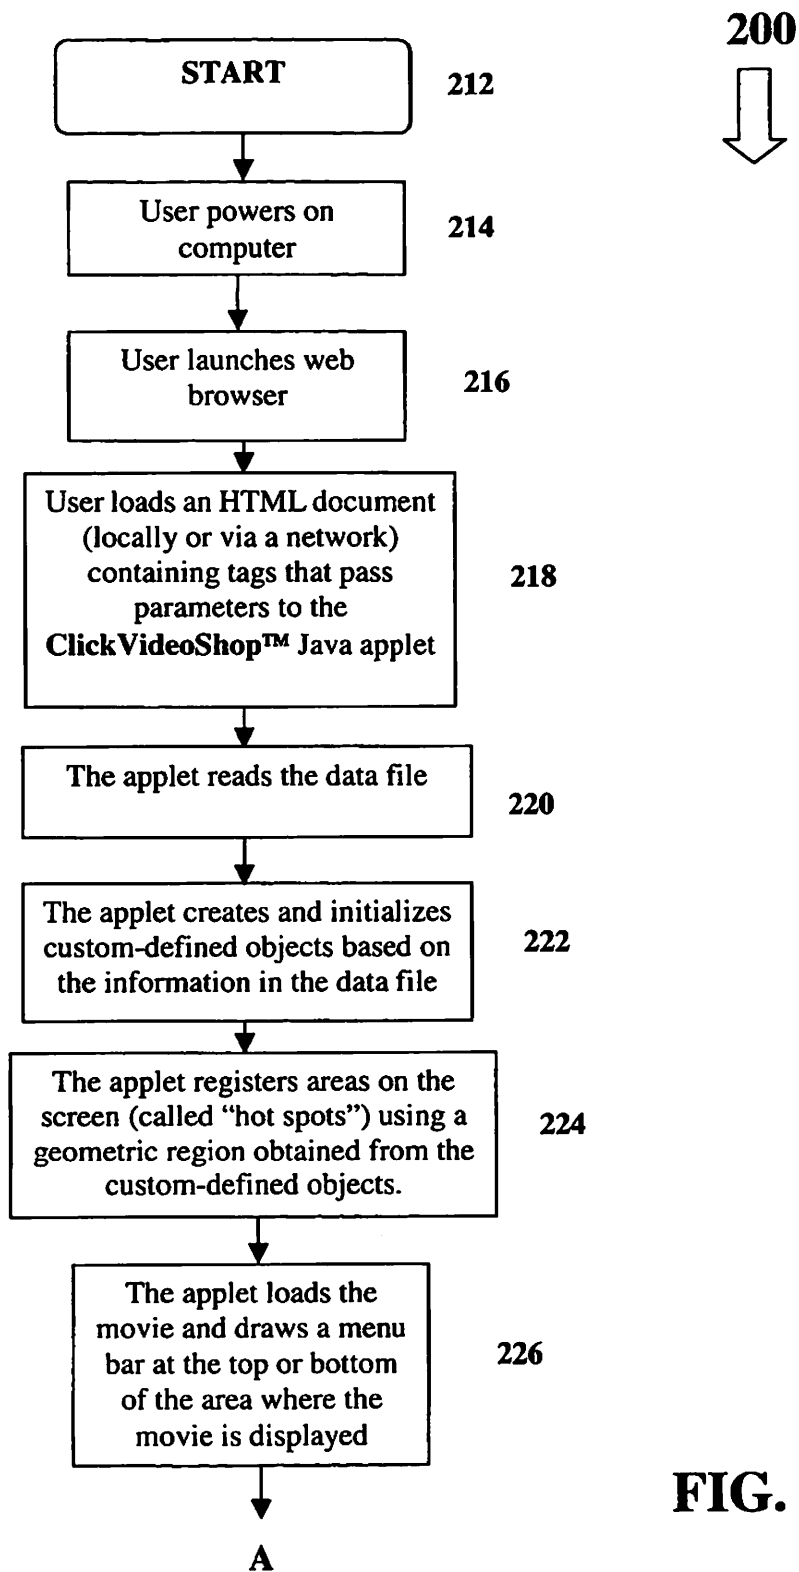 200
START
212
User powers on
computer
214
User launches web
browser
216
User loads an HTML document
(locally or via a network)
containing tags that pass
parameters to the
ClickVideoShop™ Java applet
218
The applet reads the data file
220
The applet creates and initializes
custom-defined objects based on
the information in the data file
222
The applet registers areas on the
screen (called “hot spots”) using a
geometric region obtained from the
custom-defined objects.
224
The applet loads the
movie and draws a menu
bar at the top or bottom
of the area where the
movie is displayed
226
FIG.
A